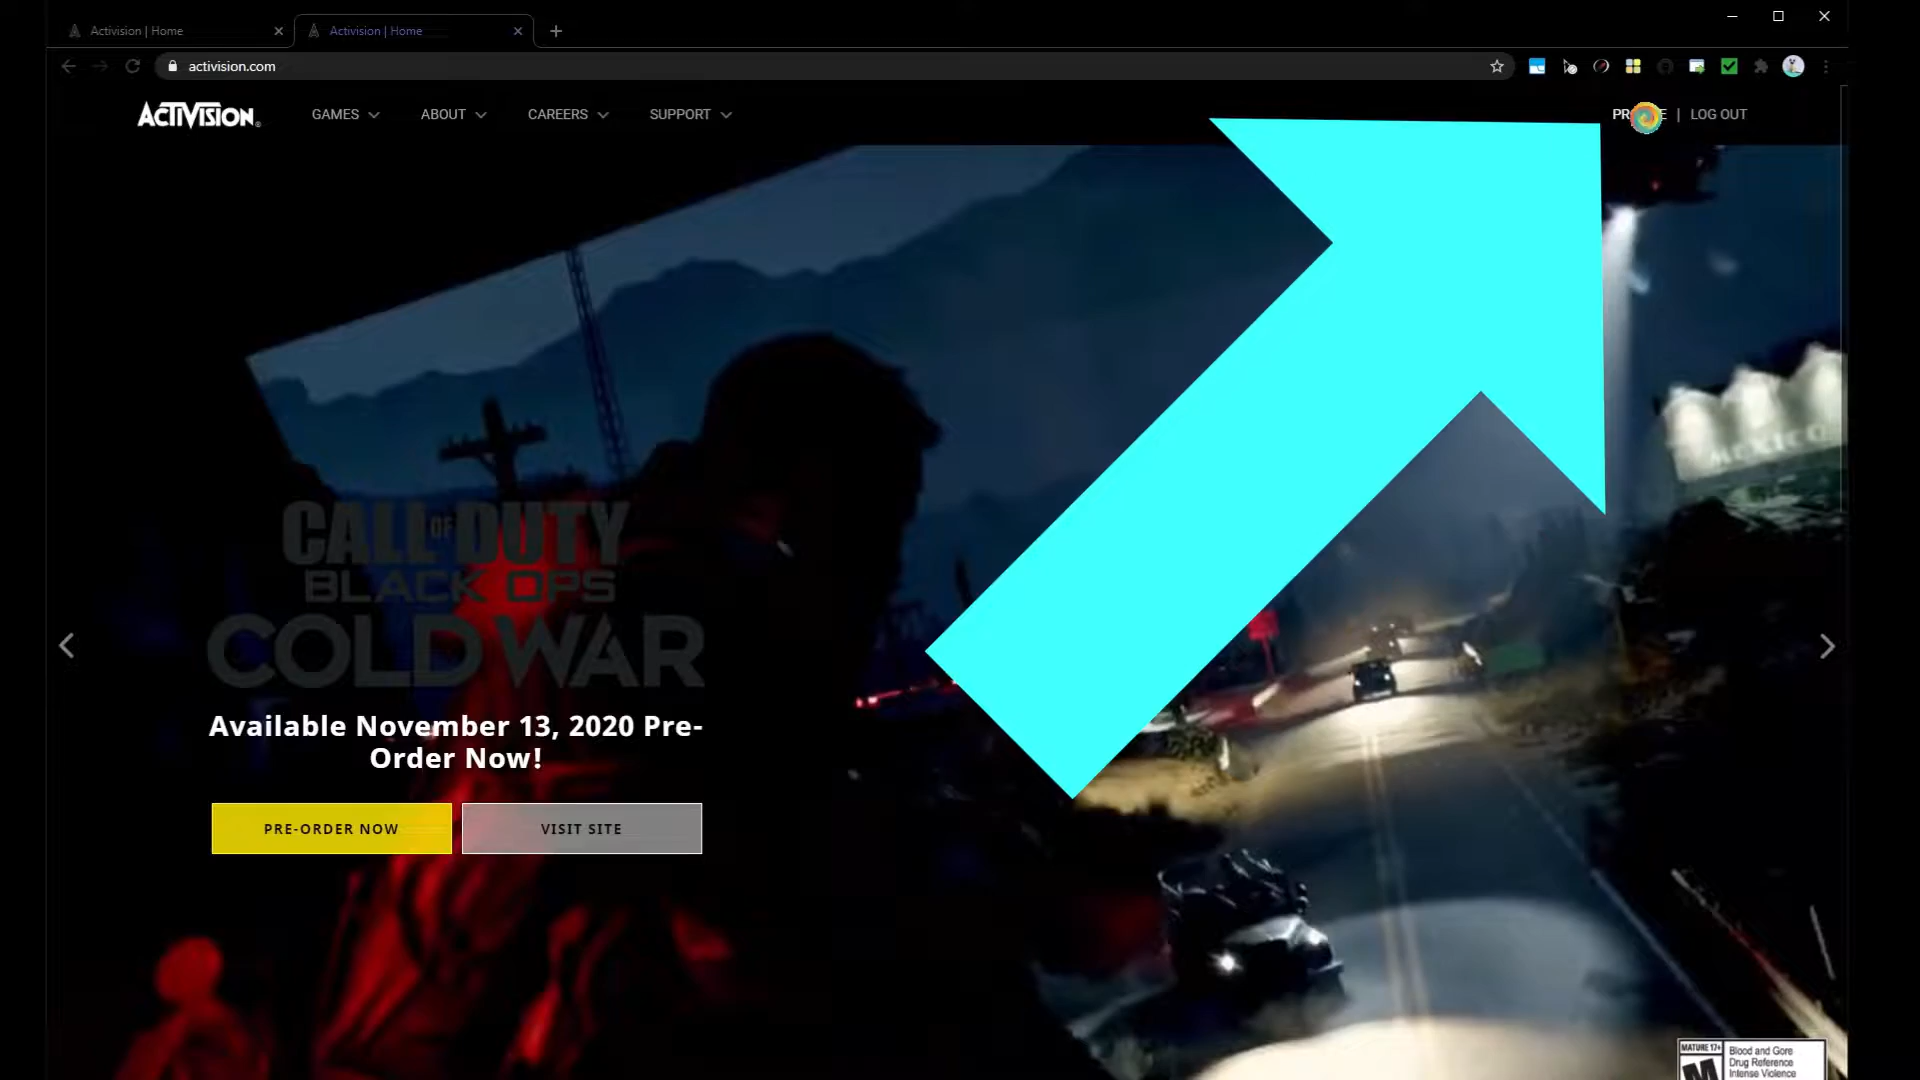 Activision | Home
Activision | Home
activision.com
ACTIVISION
GAMES
ABOUT
CAREERS
SUPPORT
| LOG OUT
MEXICO
CALL OF DUTY
BLACK OPS
COLD WAR
Available November 13, 2020 Pre-
Order Now!
PRE-ORDER NOW
VISIT SITE
MATURE 17+
M
Blood and Gore
Drug Reference
Intense Violence